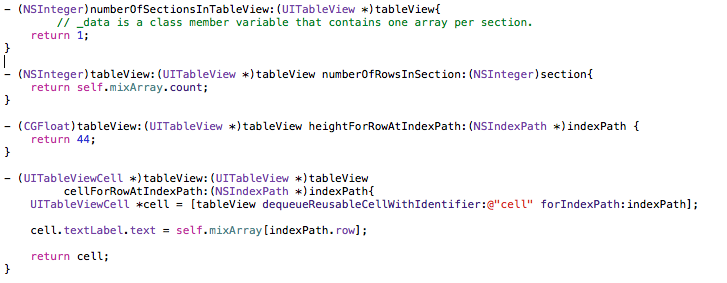 - (NSInteger)numberOfSectionsInTableView:(UITableView *)tableView{
        // _data is a class member variable that contains one array per section.
    return 1;
}
- (NSInteger)tableView:(UITableView *)tableView numberOfRowsInSection:(NSInteger)section{
    return self.mixArray.count;
}
- (CGFloat)tableView:(UITableView *)tableView heightForRowAtIndexPath:(NSIndexPath *)indexPath {
    return 44;
}
- (UITableViewCell *)tableView:(UITableView *)tableView
         cellForRowAtIndexPath:(NSIndexPath *)indexPath{
    UITableViewCell *cell = [tableView dequeueReusableCellWithIdentifier:@"cell" forIndexPath:indexPath];
    cell.textLabel.text = self.mixArray[indexPath.row];
    return cell;
}